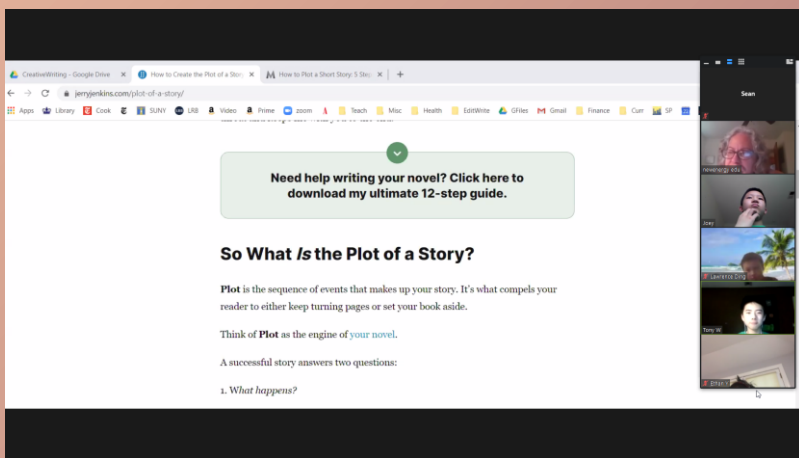 CreativeWriting - Google Drive
How to Create the Plot of a Story
How to Plot a Short Story: 5 Step
jerryjenkins.com/plot-of-a-story/
Apps Library Cook SUNY LRB Video Prime zoom Teach Misc Health EditWrite GFiles Gmail Finance Curr SP
Need help writing your novel? Click here to
download my ultimate 12-step guide.
So What Is the Plot of a Story?
Plot is the sequence of events that makes up your story. It's what compels your
reader to either keep turning pages or set your book aside.
Think of Plot as the engine of your novel.
A successful story answers two questions:
1. What happens?
Sean
newenergy edu
Joey
Lawrence Ding
Tony W
Ethan Y